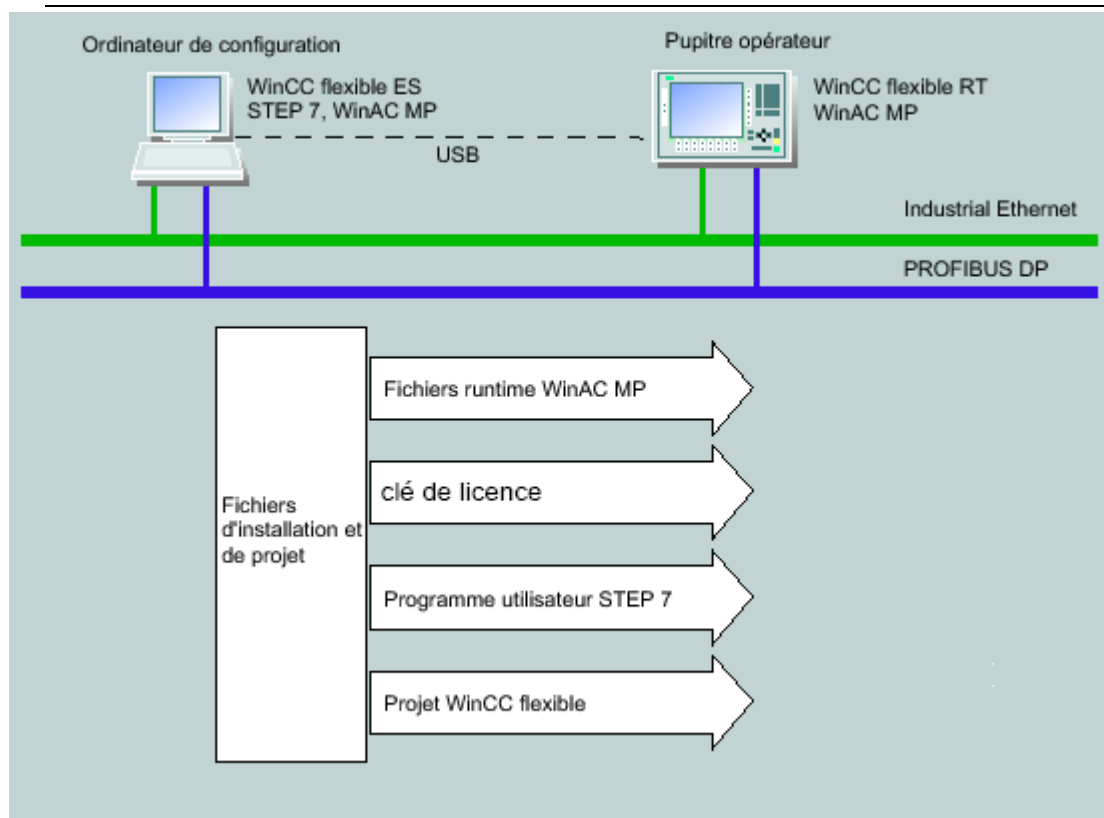 Ordinateur de configuration
Pupitre opérateur
WinCC flexible ES
STEP 7, WinAC MP
WinCC flexible RT
WinAC MP
USB
Industrial Ethernet
PROFIBUS DP
Fichiers
d'installation et
de projet
Fichiers runtime WinAC MP
clé de licence
Programme utilisateur STEP 7
Projet WinCC flexible